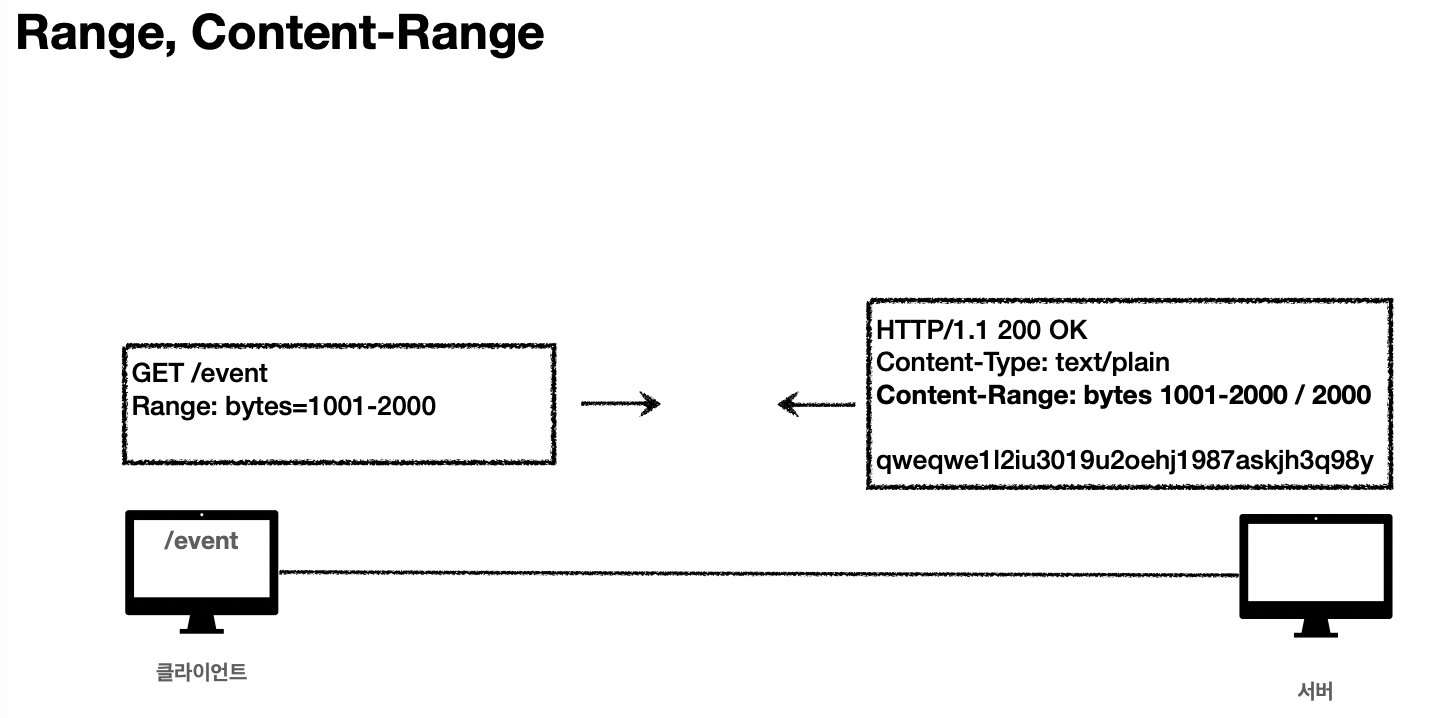 Range, Content-Range
GET /event
Range: bytes=1001-2000
HTTP/1.1 200 OK
Content-Type: text/plain
Content-Range: bytes 1001-2000 / 2000
qweqwe1l2iu3019u2oehj1987askjh3q98y
/event
클라이언트
서버